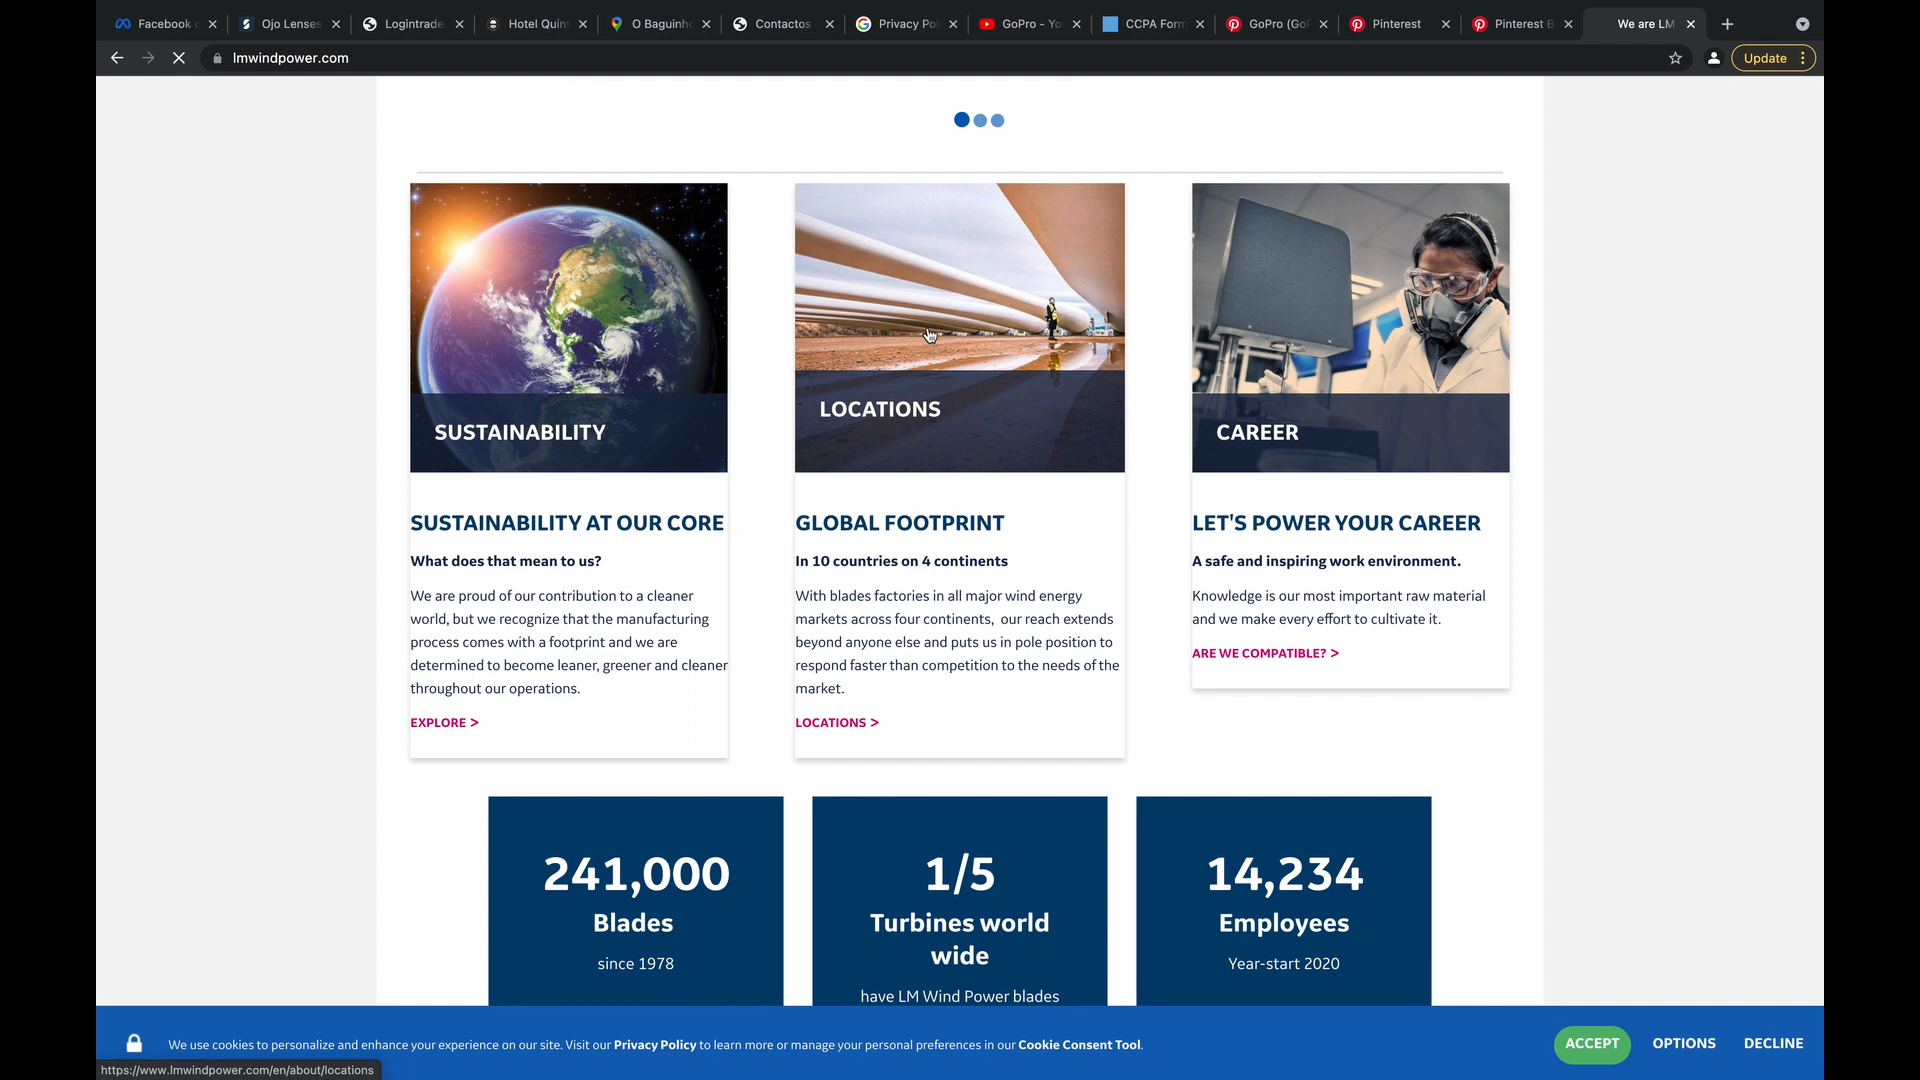 Facebook
Ojo Lenses
Logintrade
Hotel Quin
O Baguinh
Contactos
Privacy Pol
GoPro - Yo
CCPA Form
GoPro (Go
Pinterest
Pinterest B
We are LM
lmwindpower.com
Update
SUSTAINABILITY
LOCATIONS
CAREER
SUSTAINABILITY AT OUR CORE
What does that mean to us?
We are proud of our contribution to a cleaner
world, but we recognize that the manufacturing
process comes with a footprint and we are
determined to become leaner, greener and cleaner
throughout our operations.
EXPLORE >
GLOBAL FOOTPRINT
In 10 countries on 4 continents
With blades factories in all major wind energy
markets across four continents, our reach extends
beyond anyone else and puts us in pole position to
respond faster than competition to the needs of the
market.
LOCATIONS >
LET'S POWER YOUR CAREER
A safe and inspiring work environment.
Knowledge is our most important raw material
and we make every effort to cultivate it.
ARE WE COMPATIBLE? >
241,000
Blades
since 1978
1/5
Turbines world
wide
have LM Wind Power blades
14,234
Employees
Year-start 2020
We use cookies to personalize and enhance your experience on our site. Visit our Privacy Policy to learn more or manage your personal preferences in our Cookie Consent Tool.
ACCEPT
OPTIONS
DECLINE
https://www.lmwindpower.com/en/about/locations